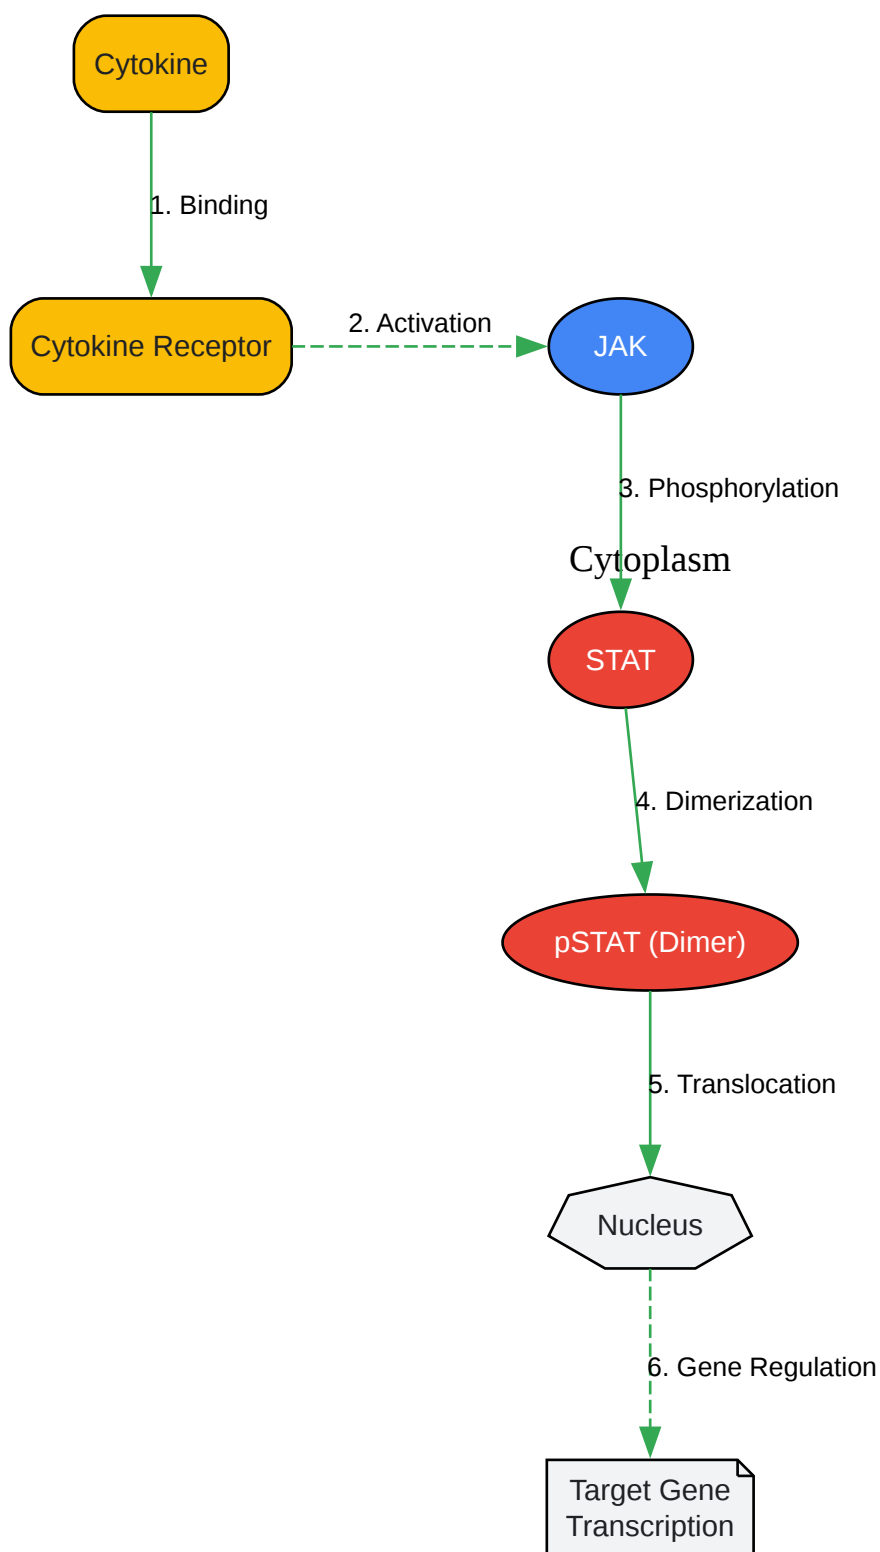 Cytokine
1. Binding
Cytokine Receptor
2. Activation
JAK
3. Phosphorylation
Cytoplasm
STAT
4. Dimerization
pSTAT (Dimer)
5. Translocation
Nucleus
6. Gene Regulation
Target Gene
Transcription